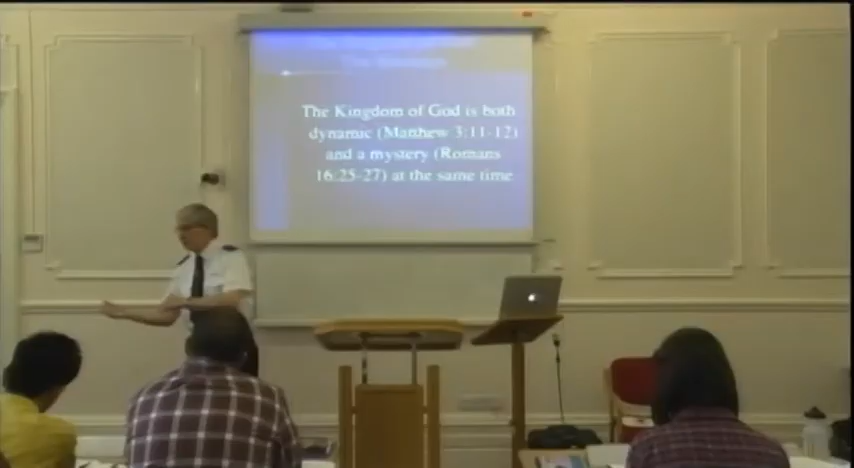 The Kingdom of God is both
dynamic (Matthew 3:11-12)
and a mystery (Romans
16:25-27) at the same time